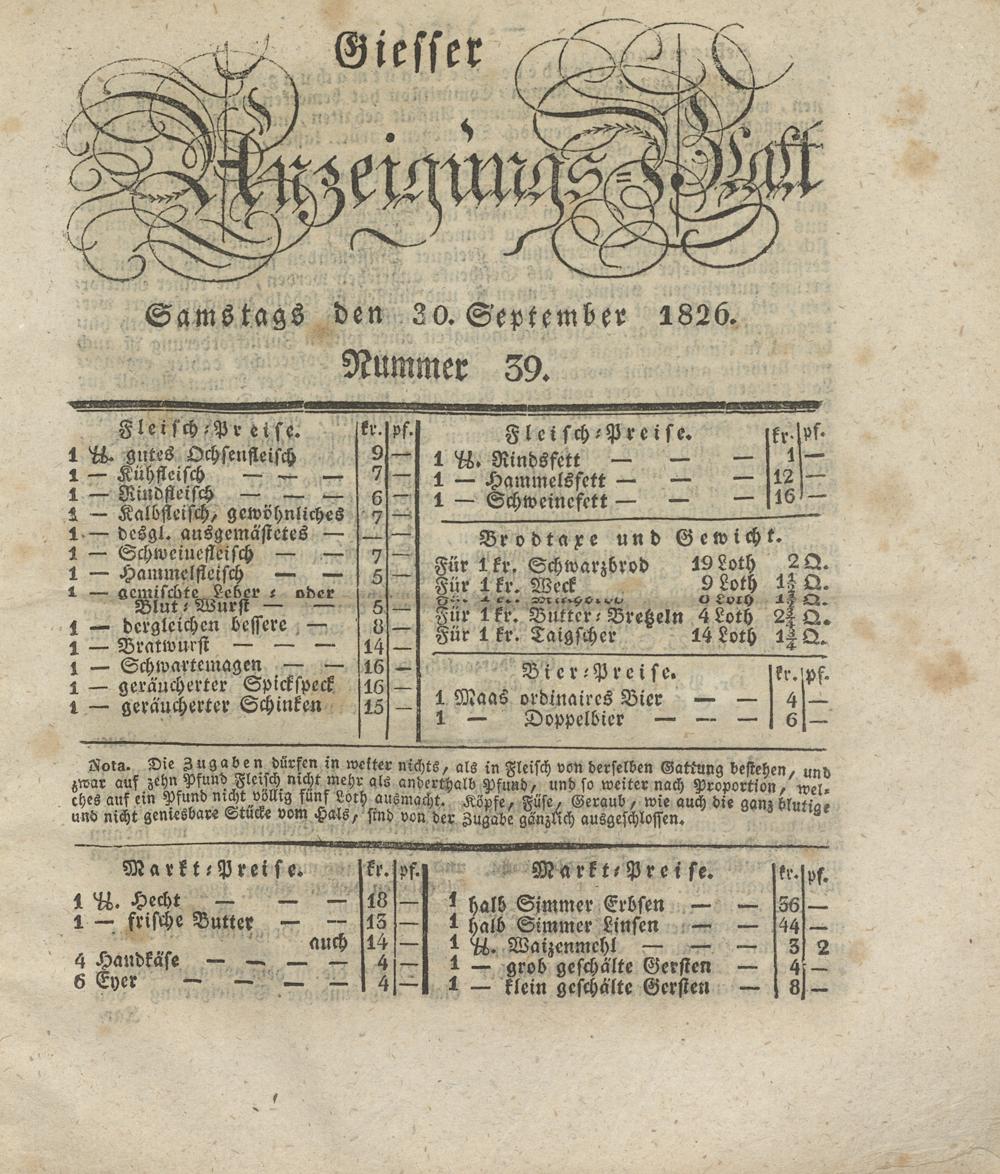 Giesser
Anzeigungs-Blatt
Samstags den 30. September 1826.
Nummer 39.
Fleisch-Preise. kr. pf.
1 ℔. gutes Ochsenfleisch 9 —
1 — Kühfleisch — — — 7 —
1 — Rindfleisch — — — 6 —
1 — Kalbfleisch, gewöhnliches 7 —
1 — desgl. ausgemästetes — — —
1 — Schweinefleisch — — 7 —
1 — Hammelfleisch — — 5 —
1 — gemischte Leber- oder
Blut-Wurst — — 5 —
1 — dergleichen bessere — 8 —
1 — Bratwurst — — — 14 —
1 — Schwartemagen — — 16 —
1 — geräucherter Spickspeck 16 —
1 — geräucherter Schinken 15 —
Fleisch-Preise. kr. pf.
1 ℔. Rindsfett — — — 1 —
1 — Hammelsfett — — — 12 —
1 — Schweinefett — — — 16 —
Brodtaxe und Gewicht.
Für 1 kr. Schwarzbrod 19 Loth 2 Q.
Für 1 kr. Weck 9 Loth 1½ Q.
Loth Q.
Für 1 kr. Butter-Bretzeln 4 Loth 2¾ Q.
Für 1 kr. Taigscher 14 Loth 1¾ Q.
Bier-Preise. kr. pf.
1 Maas ordinaires Bier — — 4 —
1 — Doppelbier — — — 6 —
Nota. Die Zugaben dürfen in weiter nichts, als in Fleisch von derselben Gattung bestehen, und
zwar auf zehn Pfund Fleisch nicht mehr als anderthalb Pfund, und so weiter nach Proportion, wel-
ches auf ein Pfund nicht völlig fünf Loth ausmacht. Köpfe, Füse, Geraub, wie auch die ganz blutige
und nicht geniesbare Stücke vom Hals, sind von der Zugabe gänzlich ausgeschlossen.
Markt-Preise. kr. pf.
1 ℔. Hecht — — — 18 —
1 — frische Butter — — 13 —
auch 14 —
4 Handkäse — — — — 4 —
6 Eyer — — — — 4 —
Markt-Preise. kr. pf.
1 halb Simmer Erbsen — — 36 —
1 halb Simmer Linsen — — 44 —
1 ℔. Waizenmehl — — — 3 2
1 — grob geschälte Gersten — 4 —
1 — klein geschälte Gersten — 8 —